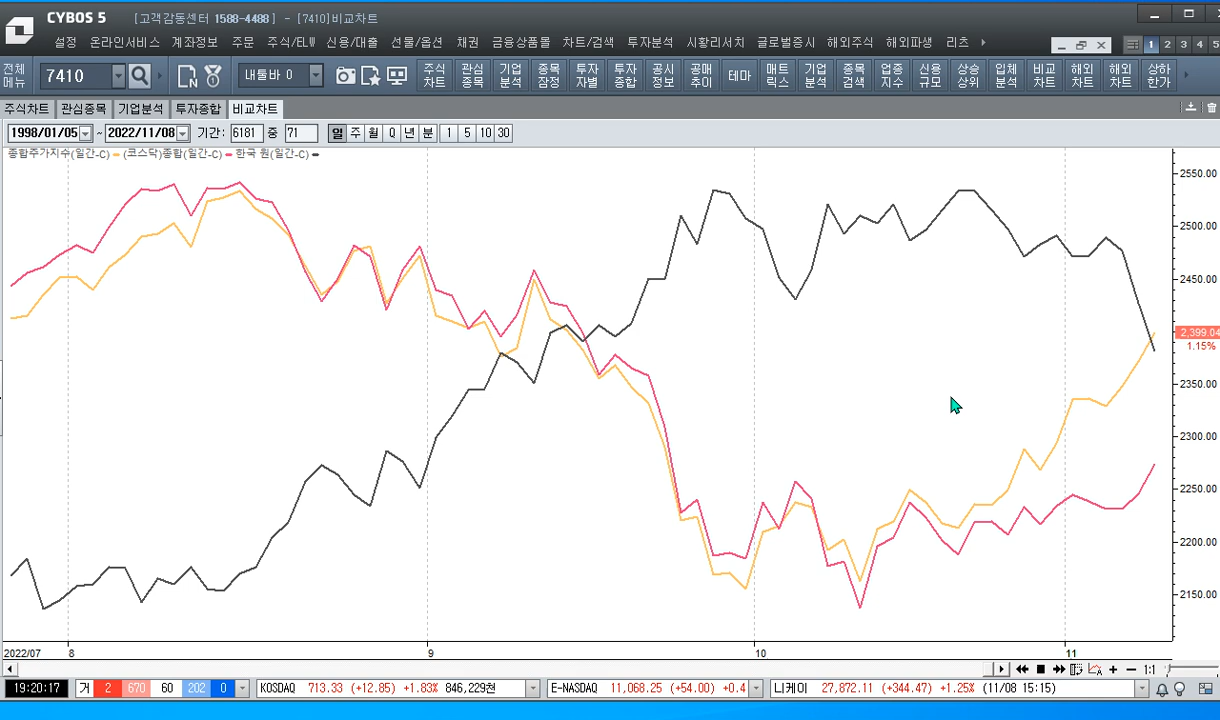 CYBOS 5 [고객감동센터 1588-4488] - [7410]비교차트
설정 온라인서비스 계좌정보 주문 주식/ELW 신용/대출 선물/옵션 채권 금융상품몰 차트/검색 투자분석 시황리서치 글로벌증시 해외주식 해외파생 리츠 1 2 3 4 5
전체 메뉴 7410 내툴바 0 주식 차트 관심 종목 기업 분석 종목 잠정 투자 자별 투자 종합 공시 정보 공매 추이 테마 매트 릭스 기업 분석 종목 검색 업종 지수 신용 규모 상승 상위 입체 분석 비교 차트 해외 차트 해외 차트 상하 한가
주식차트 관심종목 기업분석 투자종합 비교차트
1998/01/05 ~ 2022/11/08 기간: 6181 중 71 일 주 월 Q 년 분 1 5 10 30
종합주가지수(일간-C) (코스닥)종합(일간-C) 한국 원(일간-C)
2550.00
2500.00
2450.00
2,399.04
1.15%
2350.00
2300.00
2250.00
2200.00
2150.00
2022/07 8 9 10 11
1:1
19:20:17 거 2 670 60 202 0 KOSDAQ 713.33 (+12.85) +1.83% 846,229천 E-NASDAQ 11,068.25 (+54.00) +0.4 니케이 27,872.11 (+344.47) +1.25% (11/08 15:15)